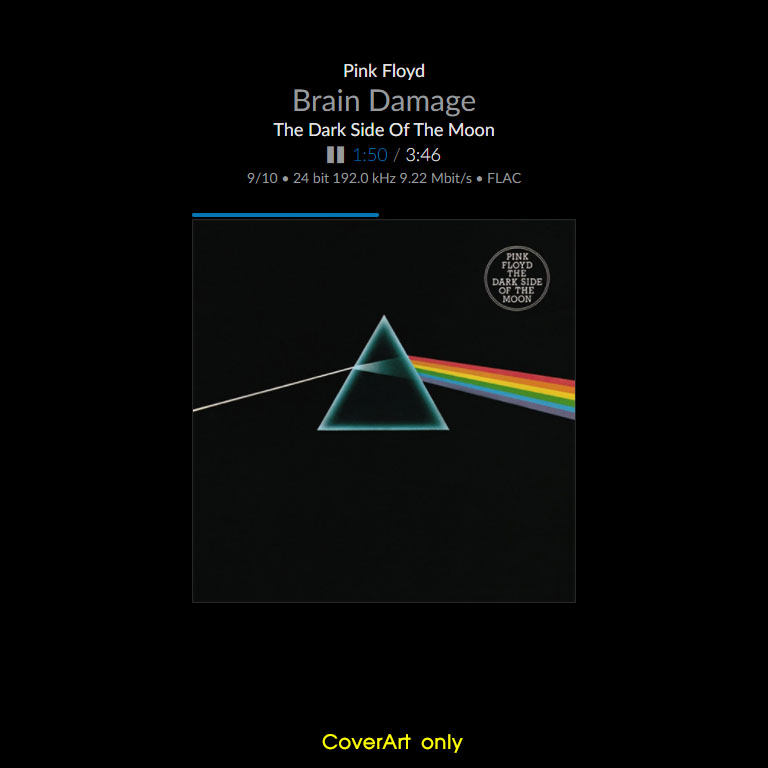 Pink Floyd
Brain Damage
The Dark Side Of The Moon
1:50 / 3:46
9/10 • 24 bit 192.0 kHz 9.22 Mbit/s • FLAC
PINK
FLOYD
THE
DARK SIDE
OF THE
MOON
CoverArt only